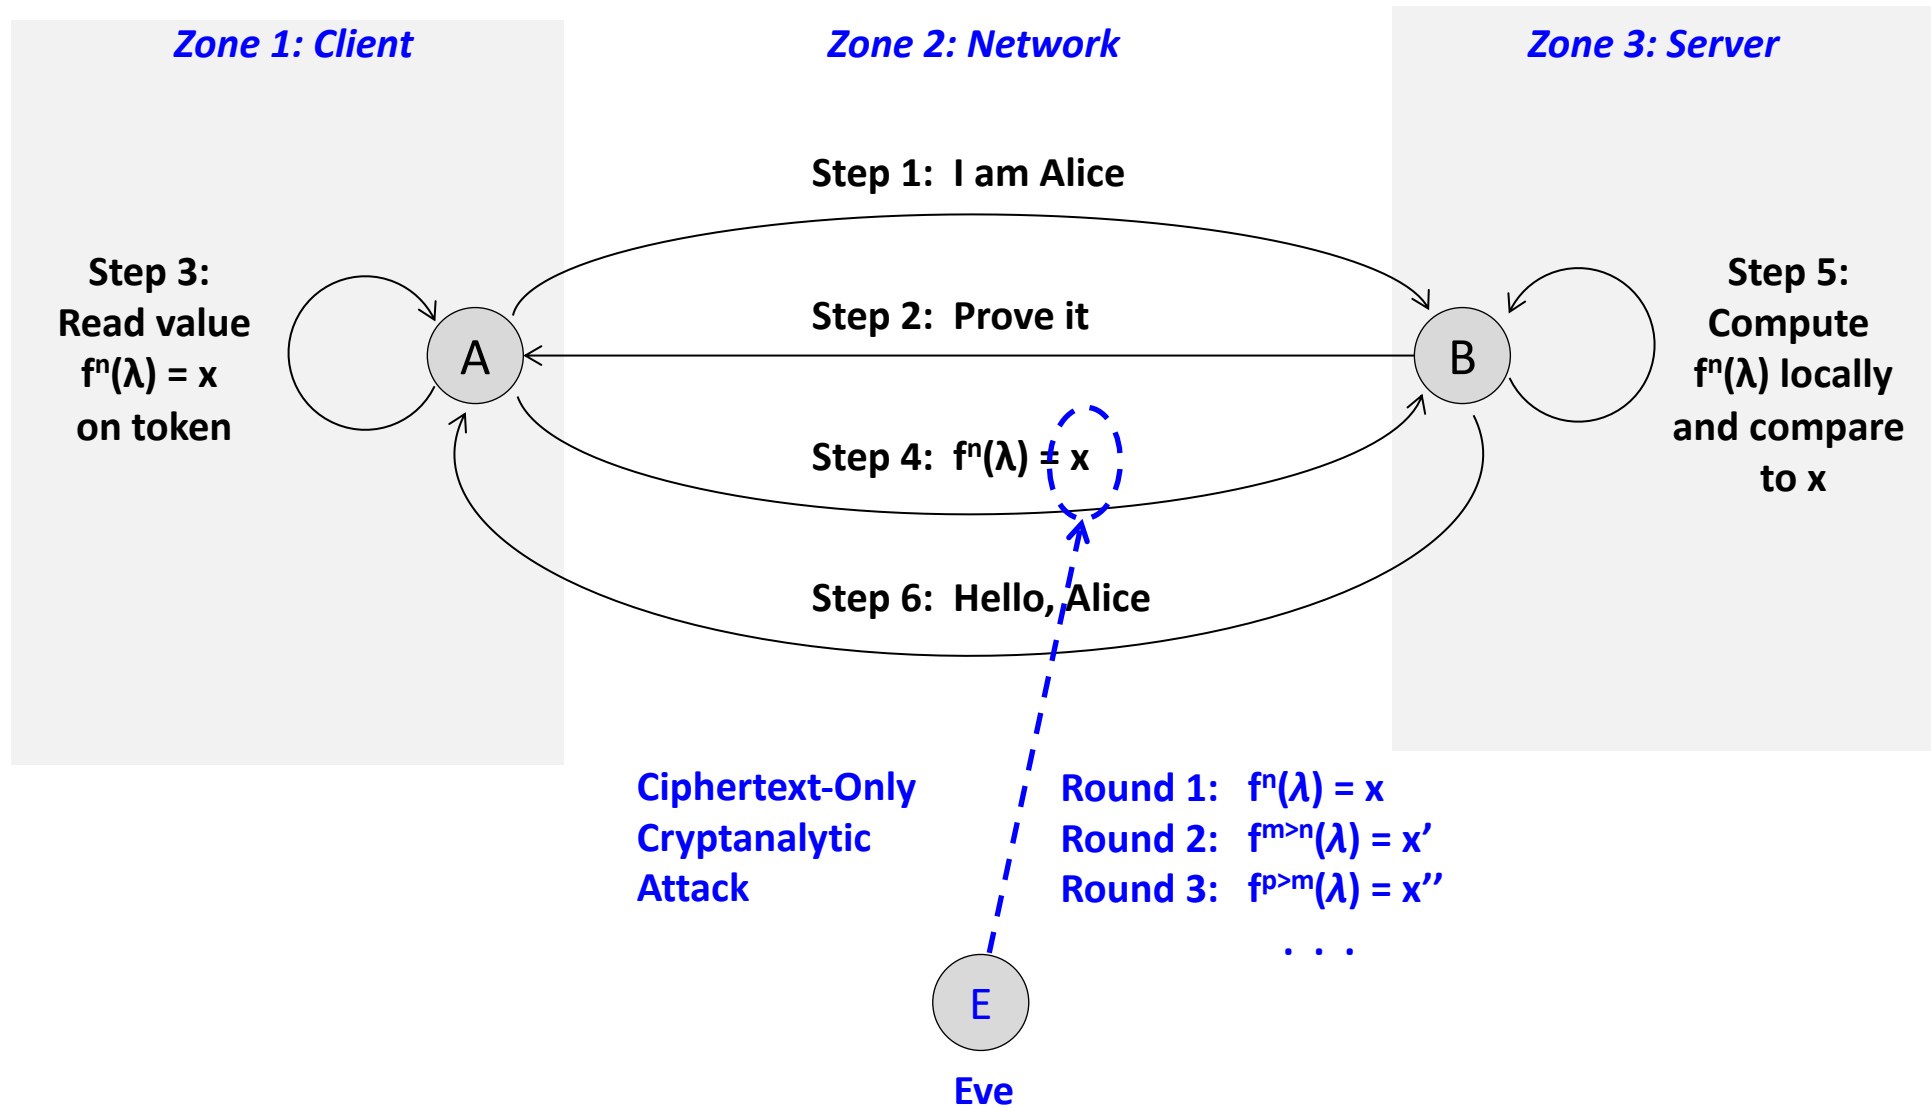 Zone 1: Client
Zone 2: Network
Zone 3: Server
Step 1: I am Alice
Step 2: Prove it
Step 3:
Read value
fⁿ(λ) = x
on token
A
B
Step 4: fⁿ(λ) = x
Step 5:
Compute
fⁿ(λ) locally
and compare
to x
Step 6: Hello, Alice
Ciphertext-Only
Cryptanalytic
Attack
Round 1: fⁿ(λ) = x
Round 2: f^m>n(λ) = x’
Round 3: f^p>m(λ) = x’’
. . .
E
Eve